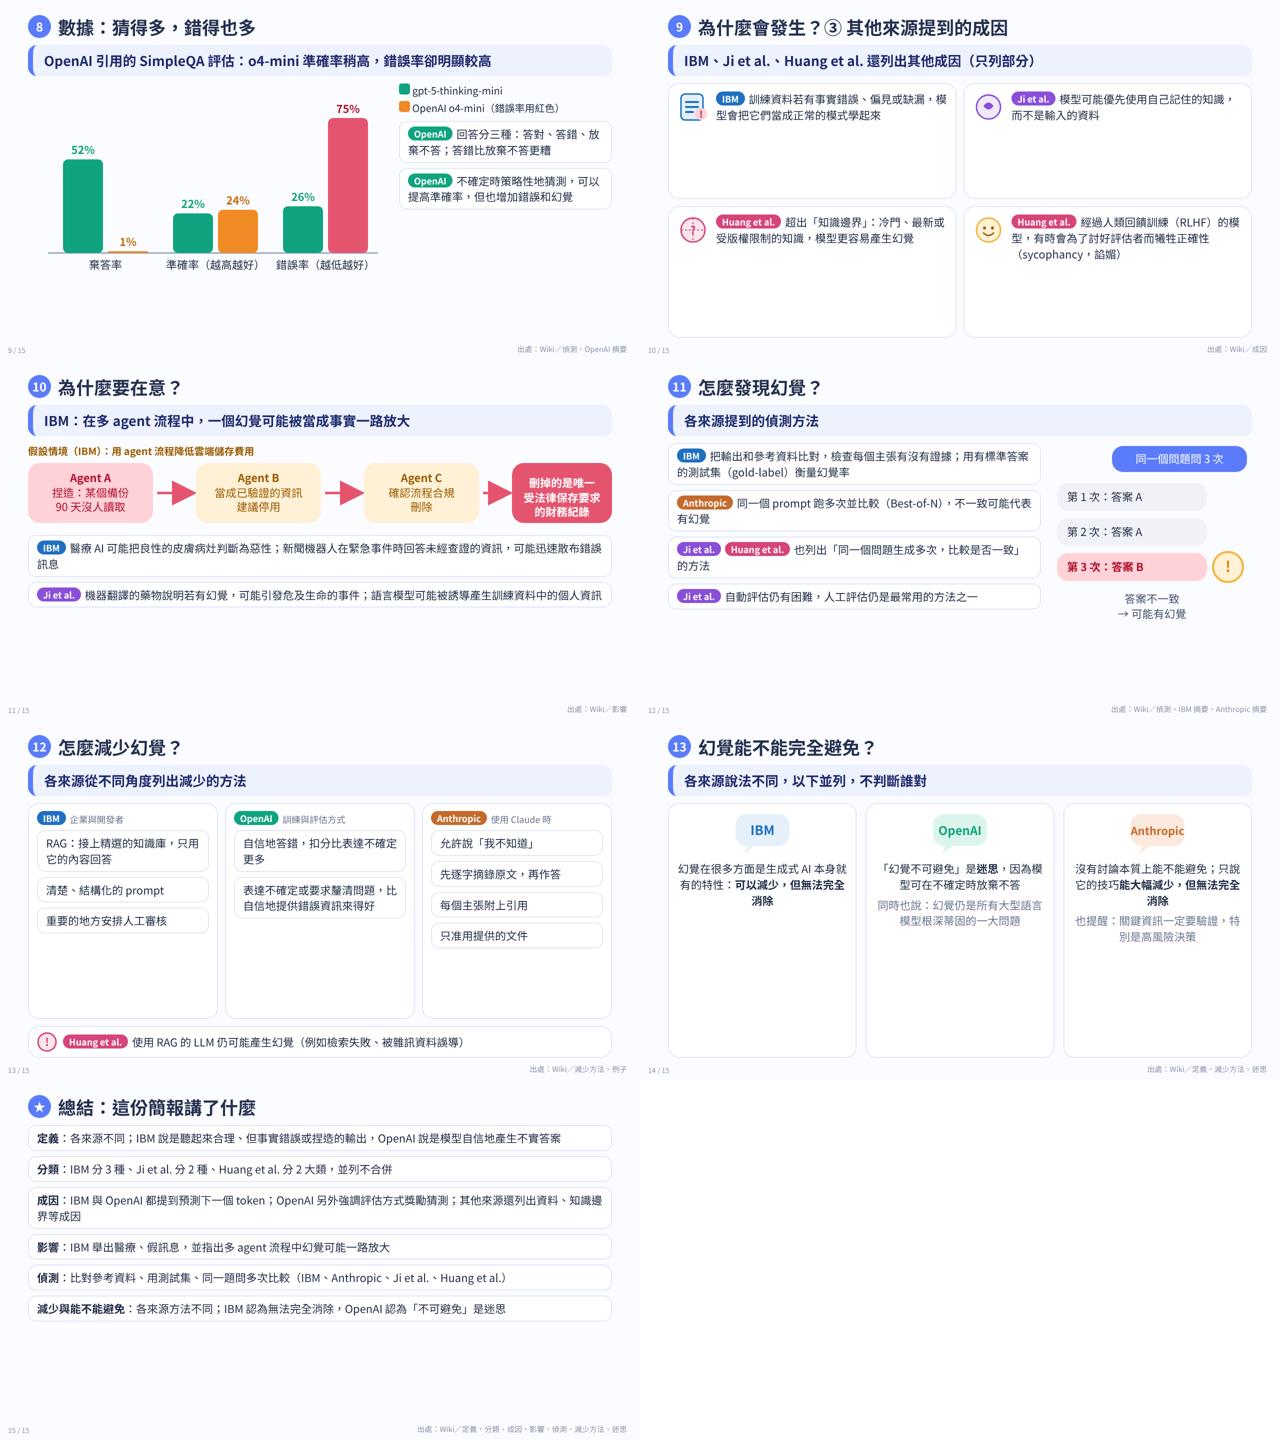 8 數據：猜得多，錯得也多
OpenAI 引用的 SimpleQA 評估：o4-mini 準確率稍高，錯誤率卻明顯較高
gpt-5-thinking-mini
OpenAI o4-mini（錯誤率用紅色）
52%
1%
22%
24%
26%
75%
棄答率
準確率（越高越好）
錯誤率（越低越好）
OpenAI 回答分三種：答對、答錯、放
棄不答；答錯比放棄不答更糟
OpenAI 不確定時策略性地猜測，可以
提高準確率，但也增加錯誤和幻覺
9 / 15
出處：Wiki／偵測、OpenAI 摘要
9 為什麼會發生？③ 其他來源提到的成因
IBM、Ji et al.、Huang et al. 還列出其他成因（只列部分）
IBM 訓練資料若有事實錯誤、偏見或缺漏，模
型會把它們當成正常的模式學起來
!
Ji et al. 模型可能優先使用自己記住的知識，
而不是輸入的資料
?
Huang et al. 超出「知識邊界」：冷門、最新或
受版權限制的知識，模型更容易產生幻覺
Huang et al. 經過人類回饋訓練（RLHF）的模
型，有時會為了討好評估者而犧牲正確性
（sycophancy，諂媚）
10 / 15
出處：Wiki／成因
10 為什麼要在意？
IBM：在多 agent 流程中，一個幻覺可能被當成事實一路放大
假設情境（IBM）：用 agent 流程降低雲端儲存費用
Agent A
捏造：某個備份
90 天沒人讀取
Agent B
當成已驗證的資訊
建議停用
Agent C
確認流程合規
刪除
刪掉的是唯一
受法律保存要求
的財務紀錄
IBM 醫療 AI 可能把良性的皮膚病灶判斷為惡性；新聞機器人在緊急事件時回答未經查證的資訊，可能迅速散布錯誤
訊息
Ji et al. 機器翻譯的藥物說明若有幻覺，可能引發危及生命的事件；語言模型可能被誘導產生訓練資料中的個人資訊
11 / 15
出處：Wiki／影響
11 怎麼發現幻覺？
各來源提到的偵測方法
IBM 把輸出和參考資料比對，檢查每個主張有沒有證據；用有標準答案
的測試集（gold-label）衡量幻覺率
Anthropic 同一個 prompt 跑多次並比較（Best-of-N），不一致可能代表
有幻覺
Ji et al. Huang et al. 也列出「同一個問題生成多次，比較是否一致」
的方法
Ji et al. 自動評估仍有困難，人工評估仍是最常用的方法之一
同一個問題問 3 次
第 1 次：答案 A
第 2 次：答案 A
第 3 次：答案 B
!
答案不一致
→ 可能有幻覺
12 / 15
出處：Wiki／偵測、IBM 摘要、Anthropic 摘要
12 怎麼減少幻覺？
各來源從不同角度列出減少的方法
IBM 企業與開發者
RAG：接上精選的知識庫，只用
它的內容回答
清楚、結構化的 prompt
重要的地方安排人工審核
OpenAI 訓練與評估方式
自信地答錯，扣分比表達不確定
更多
表達不確定或要求釐清問題，比
自信地提供錯誤資訊來得好
Anthropic 使用 Claude 時
允許說「我不知道」
先逐字摘錄原文，再作答
每個主張附上引用
只准用提供的文件
! Huang et al. 使用 RAG 的 LLM 仍可能產生幻覺（例如檢索失敗、被雜訊資料誤導）
13 / 15
出處：Wiki／減少方法、例子
13 幻覺能不能完全避免？
各來源說法不同，以下並列，不判斷誰對
IBM
幻覺在很多方面是生成式 AI 本身就
有的特性：可以減少，但無法完全
消除
OpenAI
「幻覺不可避免」是迷思，因為模
型可在不確定時放棄不答
同時也說：幻覺仍是所有大型語言
模型根深蒂固的一大問題
Anthropic
沒有討論本質上能不能避免；只說
它的技巧能大幅減少，但無法完全
消除
也提醒：關鍵資訊一定要驗證，特
別是高風險決策
14 / 15
出處：Wiki／定義、減少方法、迷思
★ 總結：這份簡報講了什麼
定義：各來源不同；IBM 說是聽起來合理、但事實錯誤或捏造的輸出，OpenAI 說是模型自信地產生不實答案
分類：IBM 分 3 種、Ji et al. 分 2 種、Huang et al. 分 2 大類，並列不合併
成因：IBM 與 OpenAI 都提到預測下一個 token；OpenAI 另外強調評估方式獎勵猜測；其他來源還列出資料、知識邊
界等成因
影響：IBM 舉出醫療、假訊息，並指出多 agent 流程中幻覺可能一路放大
偵測：比對參考資料、用測試集、同一題問多次比較（IBM、Anthropic、Ji et al.、Huang et al.）
減少與能不能避免：各來源方法不同；IBM 認為無法完全消除，OpenAI 認為「不可避免」是迷思
15 / 15
出處：Wiki／定義、分類、成因、影響、偵測、減少方法、迷思